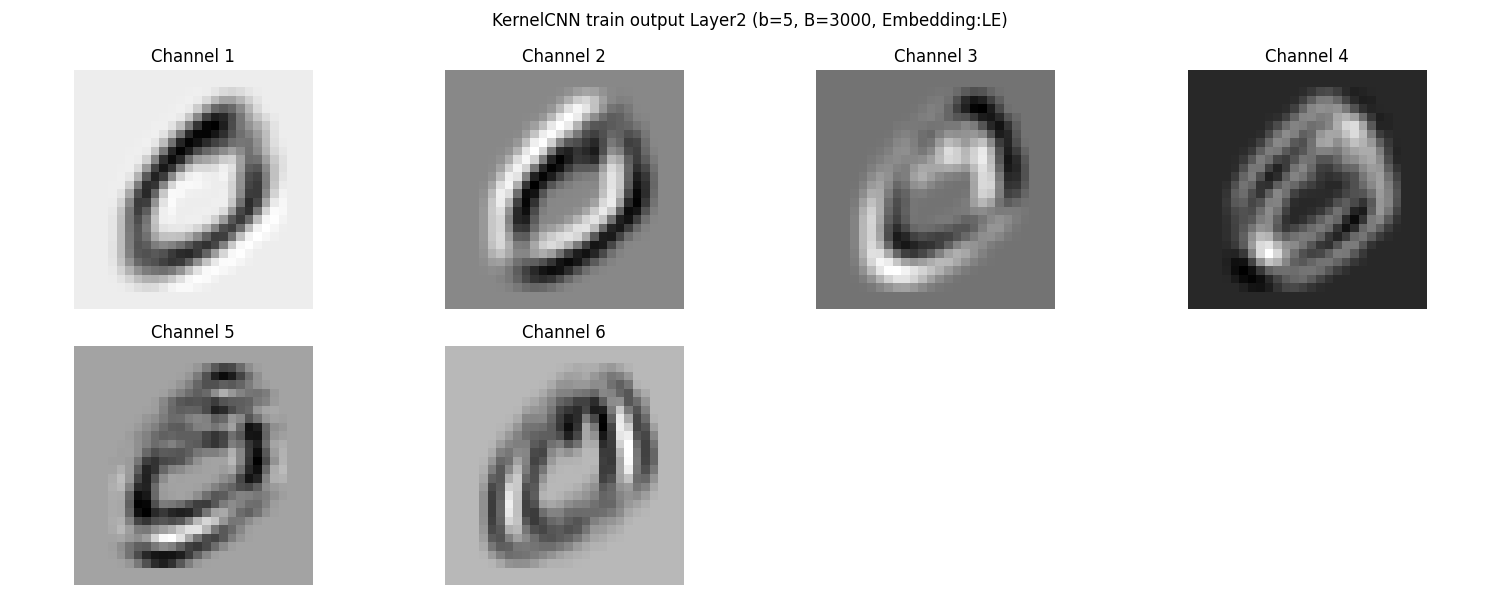 KernelCNN train output Layer2 (b=5, B=3000, Embedding:LE)
Channel 1
Channel 2
Channel 3
Channel 4
Channel 5
Channel 6